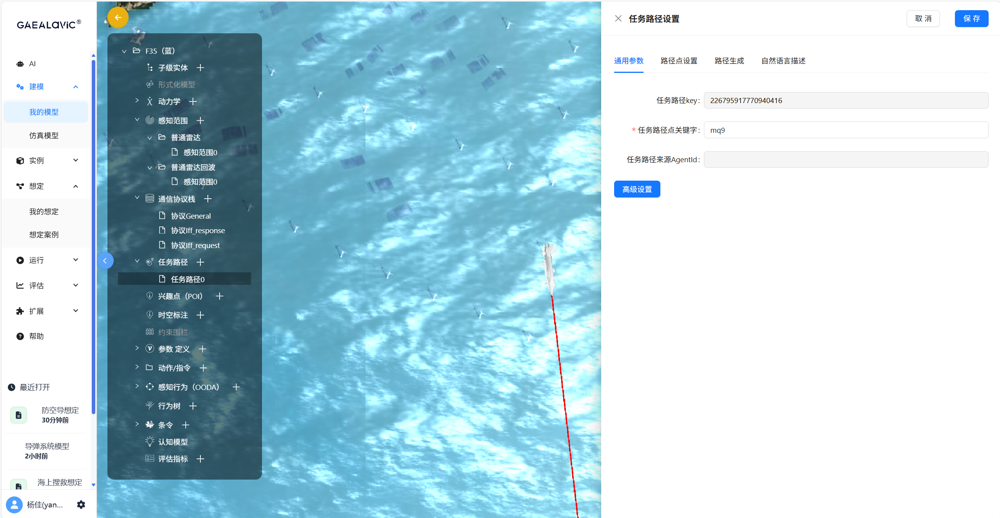 GAEALAVIC®
AI
建模
我的模型
仿真模型
实例
想定
我的想定
想定案例
运行
评估
扩展
帮助
最近打开
防空导想定
30分钟前
导弹系统模型
2小时前
海上搜救想定
杨佳(yan...
F35（蓝）
子级实体
形式化模型
动力学
感知范围
普通雷达
感知范围0
普通雷达回波
感知范围0
通信协议栈
协议General
协议Iff_response
协议Iff_request
任务路径
任务路径0
兴趣点（POI）
时空标注
约束围栏
参数 定义
动作/指令
感知行为（OODA）
行为树
条令
认知模型
评估指标
任务路径设置
取 消
保 存
通用参数 路径点设置 路径生成 自然语言描述
任务路径key: 226795917770940416
* 任务路径点关键字: mq9
任务路径来源AgentId:
高级设置